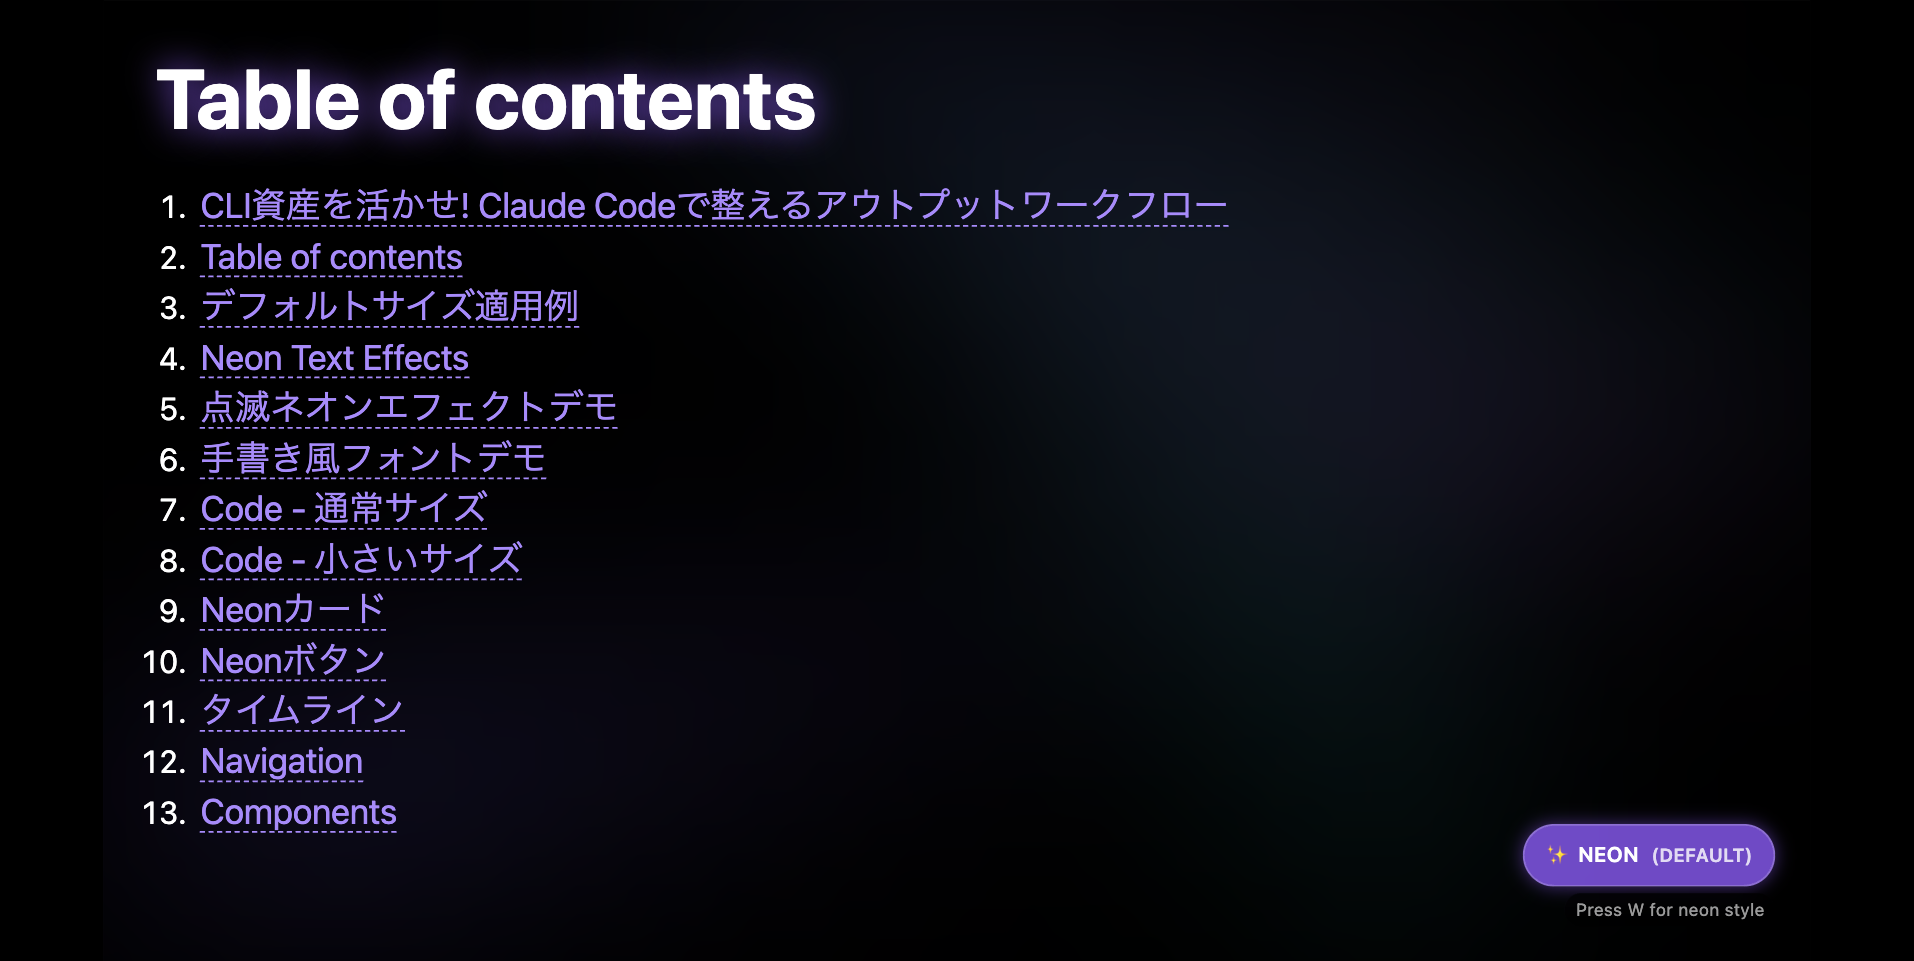 Table of contents
1. CLI資産を活かせ! Claude Codeで整えるアウトプットワークフロー
2. Table of contents
3. デフォルトサイズ適用例
4. Neon Text Effects
5. 点滅ネオンエフェクトデモ
6. 手書き風フォントデモ
7. Code - 通常サイズ
8. Code - 小さいサイズ
9. Neonカード
10. Neonボタン
11. タイムライン
12. Navigation
13. Components
✨ NEON (DEFAULT)
Press W for neon style